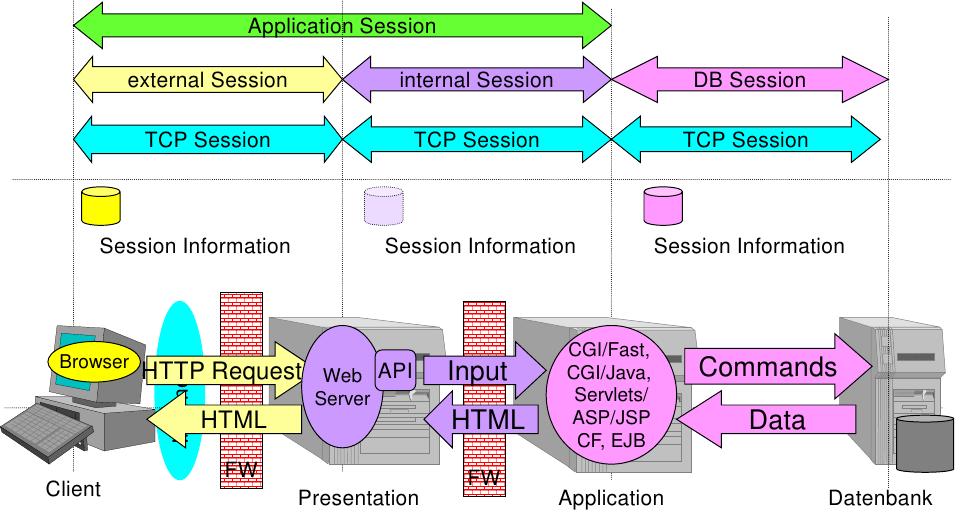 Application Session
external Session
internal Session
DB Session
TCP Session
TCP Session
TCP Session
Session Information
Session Information
Session Information
Browser
HTTP Request
HTML
FW
Web
Server
API
Input
HTML
FW
CGI/Fast,
CGI/Java,
Servlets/
ASP/JSP
CF, EJB
Commands
Data
Client
Presentation
Application
Datenbank